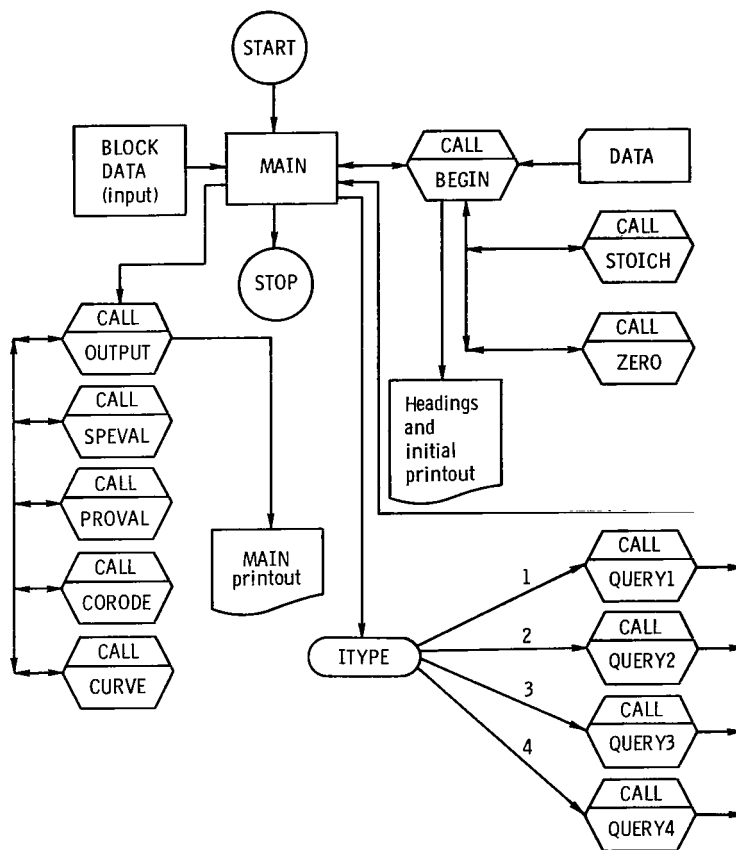 START
BLOCK
DATA
(input)
MAIN
CALL
BEGIN
DATA
CALL
STOICH
STOP
CALL
OUTPUT
CALL
ZERO
CALL
SPEVAL
Headings
and
initial
printout
CALL
PROVAL
MAIN
printout
CALL
CORODE
CALL
CURVE
ITYPE
1
CALL
QUERY1
2
CALL
QUERY2
3
CALL
QUERY3
4
CALL
QUERY4